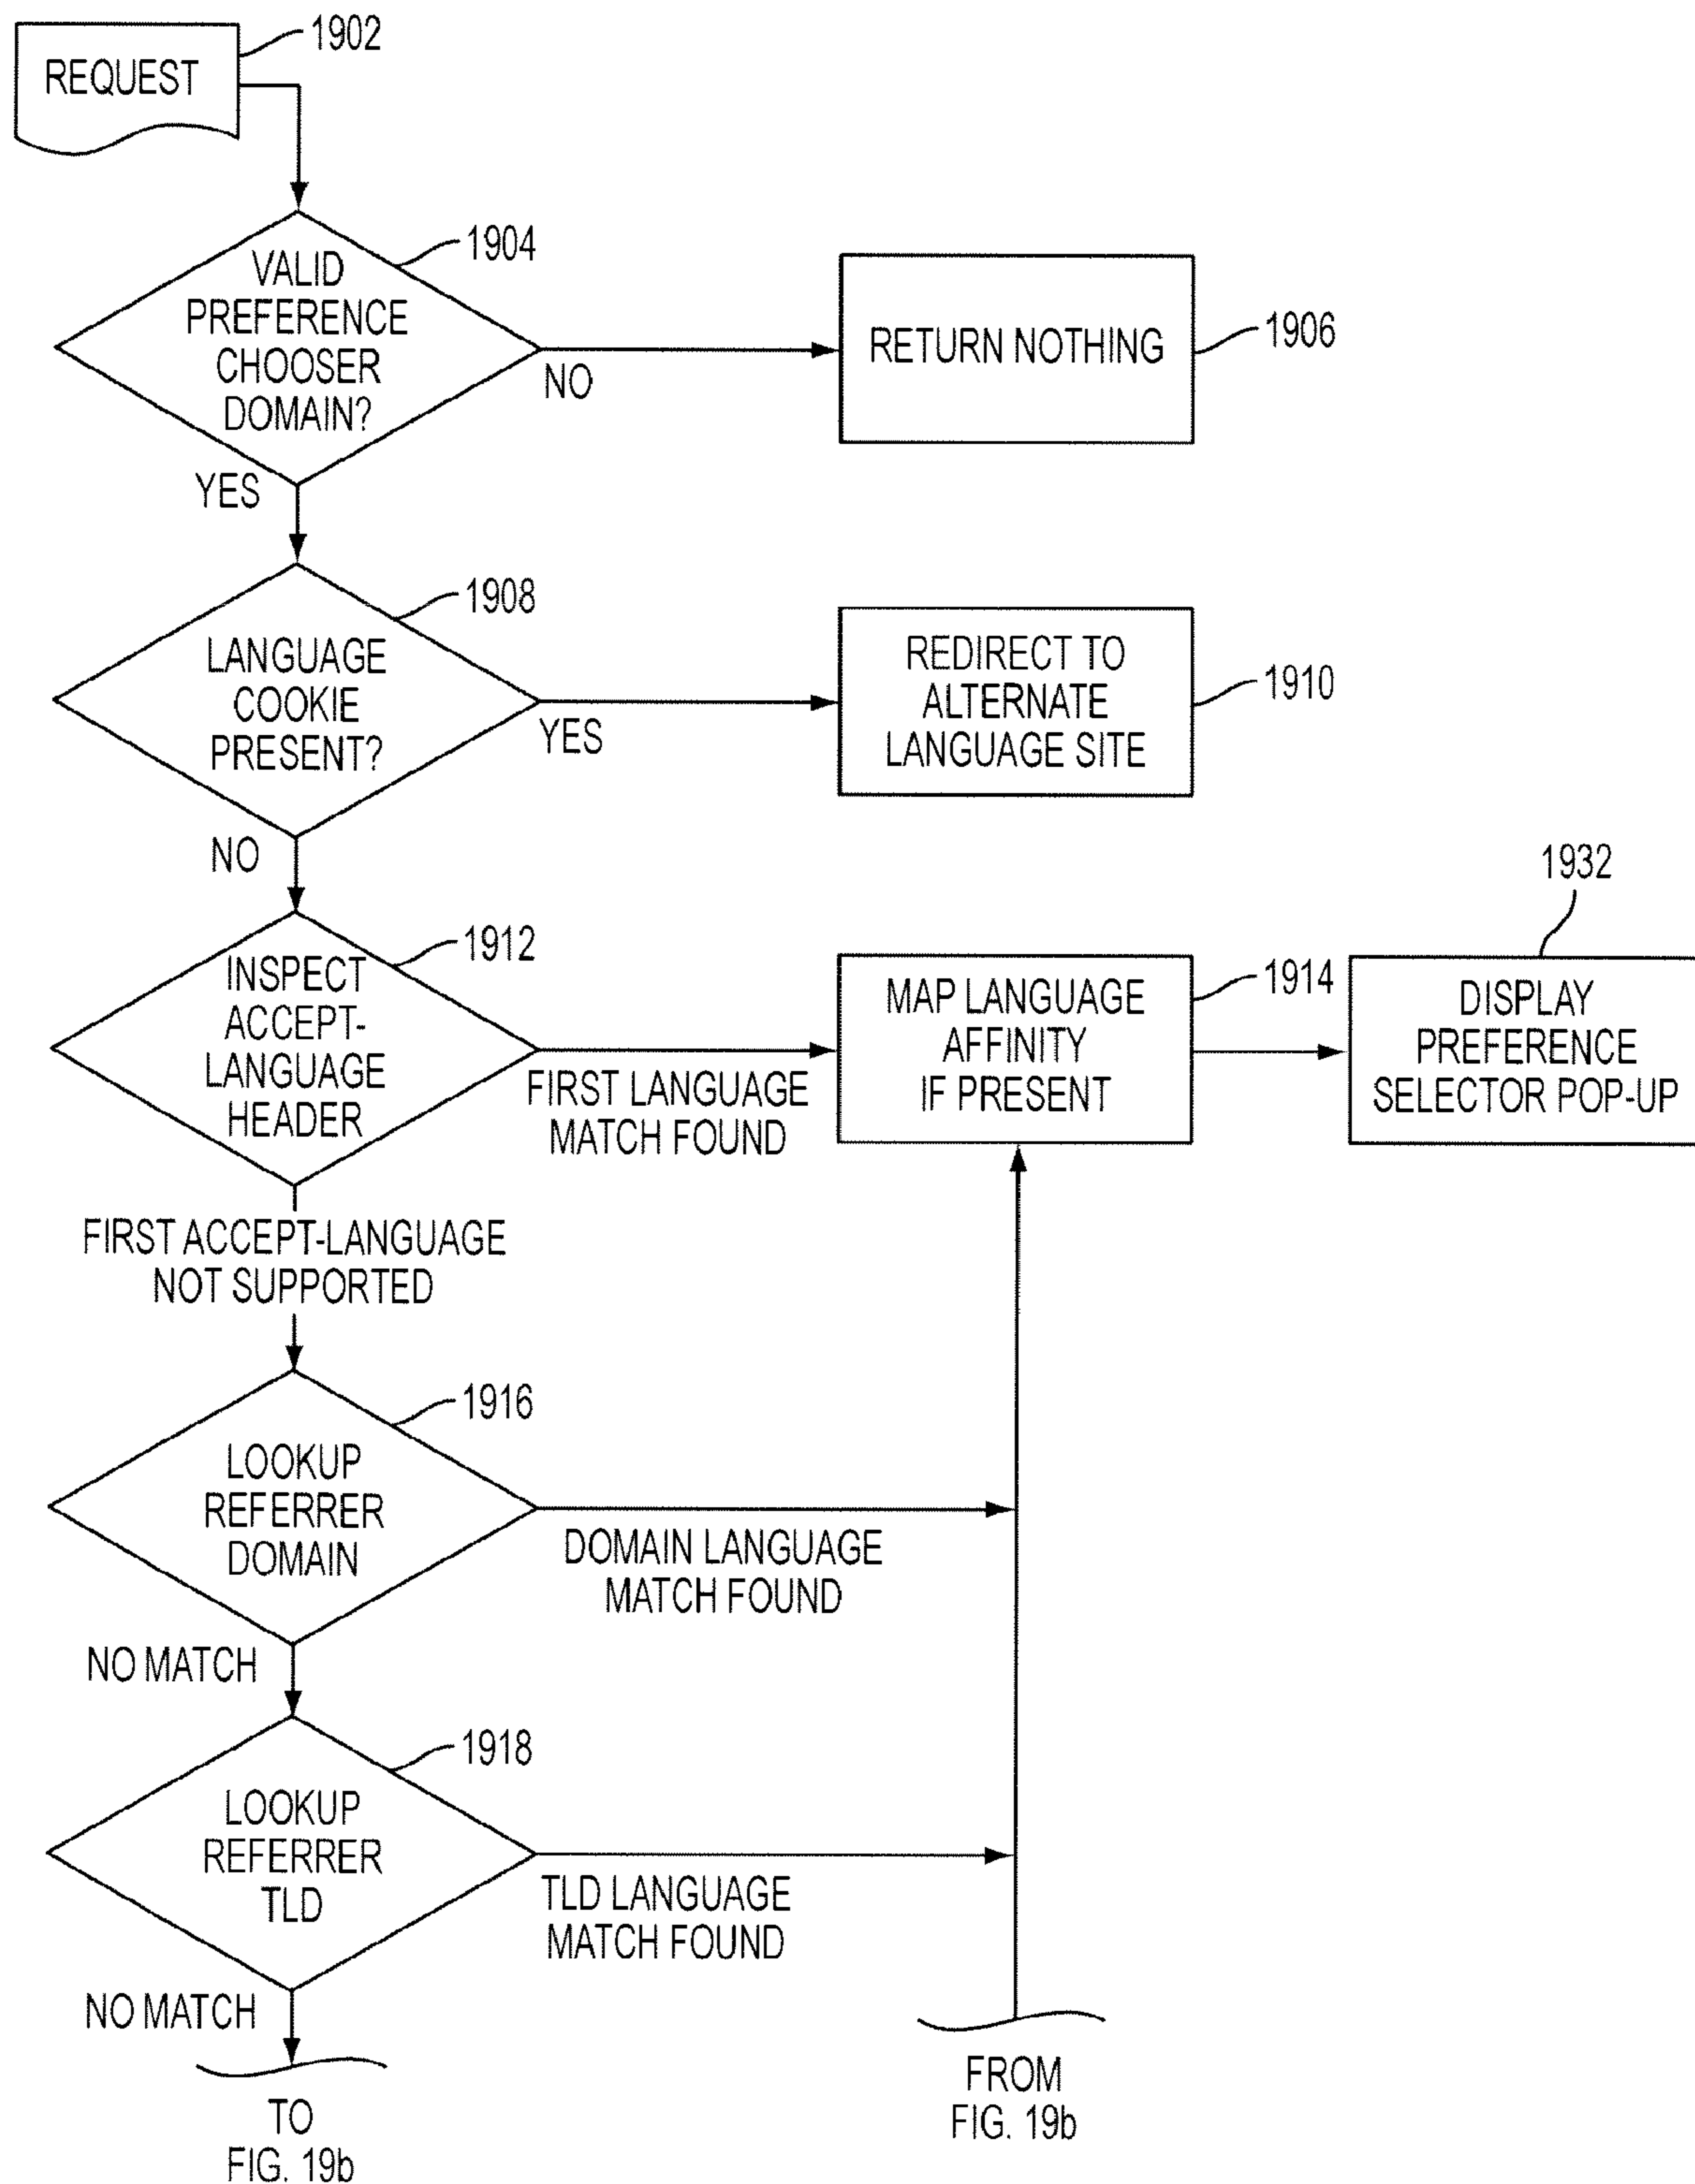 REQUEST
1902
VALID
PREFERENCE
CHOOSER
DOMAIN?
1904
NO
YES
RETURN NOTHING
1906
LANGUAGE
COOKIE
PRESENT?
1908
YES
NO
REDIRECT TO
ALTERNATE
LANGUAGE SITE
1910
INSPECT
ACCEPT-
LANGUAGE
HEADER
1912
FIRST LANGUAGE
MATCH FOUND
MAP LANGUAGE
AFFINITY
IF PRESENT
1914
1932
DISPLAY
PREFERENCE
SELECTOR POP-UP
FIRST ACCEPT-LANGUAGE
NOT SUPPORTED
LOOKUP
REFERRER
DOMAIN
1916
DOMAIN LANGUAGE
MATCH FOUND
NO MATCH
LOOKUP
REFERRER
TLD
1918
TLD LANGUAGE
MATCH FOUND
NO MATCH
TO
FIG. 19b
FROM
FIG. 19b